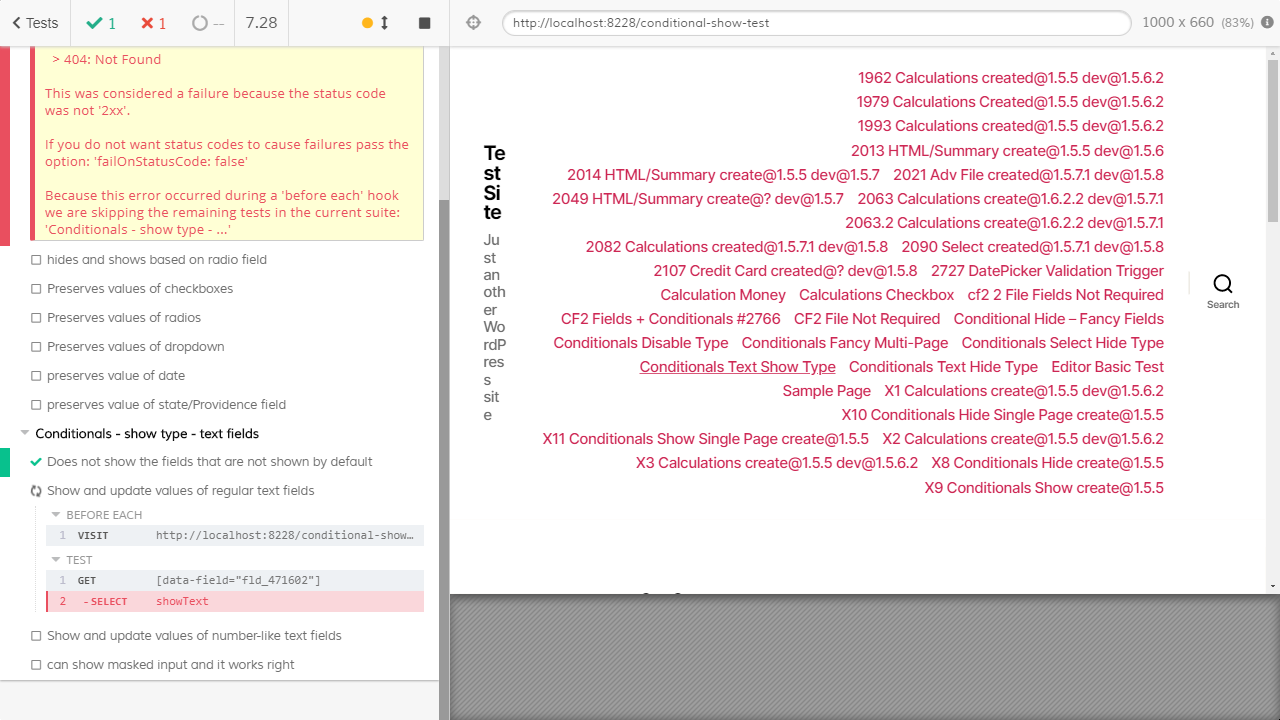 Tests
1
1
--
7.28
http://localhost:8228/conditional-show-test
1000 x 660 (83%)
> 404: Not Found
This was considered a failure because the status code
was not '2xx'.
If you do not want status codes to cause failures pass the
option: 'failOnStatusCode: false'
Because this error occurred during a 'before each' hook
we are skipping the remaining tests in the current suite:
'Conditionals - show type - ...'
hides and shows based on radio field
Preserves values of checkboxes
Preserves values of radios
Preserves values of dropdown
preserves value of date
preserves value of state/Providence field
Conditionals - show type - text fields
Does not show the fields that are not shown by default
Show and update values of regular text fields
BEFORE EACH
1 VISIT http://localhost:8228/conditional-show…
TEST
1 GET [data-field="fld_471602"]
2 -SELECT showText
Show and update values of number-like text fields
can show masked input and it works right
Te
st
Si
te
Ju
st
an
oth
er
Wo
rdP
res
s
sit
e
1962 Calculations created@1.5.5 dev@1.5.6.2
1979 Calculations Created@1.5.5 dev@1.5.6.2
1993 Calculations created@1.5.5 dev@1.5.6.2
2013 HTML/Summary create@1.5.5 dev@1.5.6
2014 HTML/Summary create@1.5.5 dev@1.5.7 2021 Adv File created@1.5.7.1 dev@1.5.8
2049 HTML/Summary create@? dev@1.5.7 2063 Calculations create@1.6.2.2 dev@1.5.7.1
2063.2 Calculations create@1.6.2.2 dev@1.5.7.1
2082 Calculations created@1.5.7.1 dev@1.5.8 2090 Select created@1.5.7.1 dev@1.5.8
2107 Credit Card created@? dev@1.5.8 2727 DatePicker Validation Trigger
Calculation Money Calculations Checkbox cf2 2 File Fields Not Required
CF2 Fields + Conditionals #2766 CF2 File Not Required Conditional Hide – Fancy Fields
Conditionals Disable Type Conditionals Fancy Multi-Page Conditionals Select Hide Type
Conditionals Text Show Type Conditionals Text Hide Type Editor Basic Test
Sample Page X1 Calculations create@1.5.5 dev@1.5.6.2
X10 Conditionals Hide Single Page create@1.5.5
X11 Conditionals Show Single Page create@1.5.5 X2 Calculations create@1.5.5 dev@1.5.6.2
X3 Calculations create@1.5.5 dev@1.5.6.2 X8 Conditionals Hide create@1.5.5
X9 Conditionals Show create@1.5.5
Search